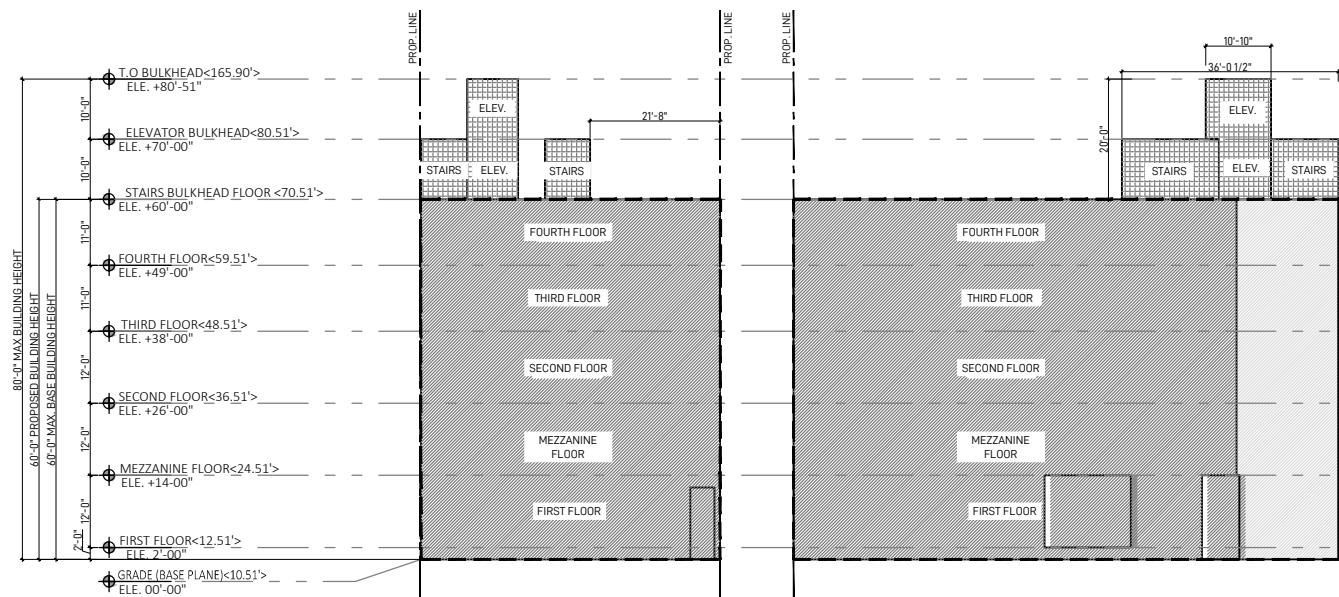 PROP. LINE
PROP. LINE
PROP. LINE
T.O BULKHEAD<165.90'>
ELE. +80'-51"
ELEVATOR BULKHEAD<80.51'>
ELE. +70'-00"
STAIRS BULKHEAD FLOOR <70.51'>
ELE. +60'-00"
FOURTH FLOOR<59.51'>
ELE. +49'-00"
THIRD FLOOR<48.51'>
ELE. +38'-00"
SECOND FLOOR<36.51'>
ELE. +26'-00"
MEZZANINE FLOOR<24.51'>
ELE. +14-00"
FIRST FLOOR<12.51'>
ELE. 2'-00"
GRADE (BASE PLANE)<10.51'>
ELE. 00'-00"
80'-0" MAX BUILDING HEIGHT
60'-0" PROPOSED BUILDING HEIGHT
60'-0" MAX. BASE BUILDING HEIGHT
10'-0"
10'-0"
11'-0"
11'-0"
12'-0"
12'-0"
12'-0"
2'-0"
ELEV.
STAIRS
ELEV.
STAIRS
21'-8"
FOURTH FLOOR
THIRD FLOOR
SECOND FLOOR
MEZZANINE
FLOOR
FIRST FLOOR
10'-10"
36'-0 1/2"
20'-0"
ELEV.
STAIRS
ELEV.
STAIRS
FOURTH FLOOR
THIRD FLOOR
SECOND FLOOR
MEZZANINE
FLOOR
FIRST FLOOR